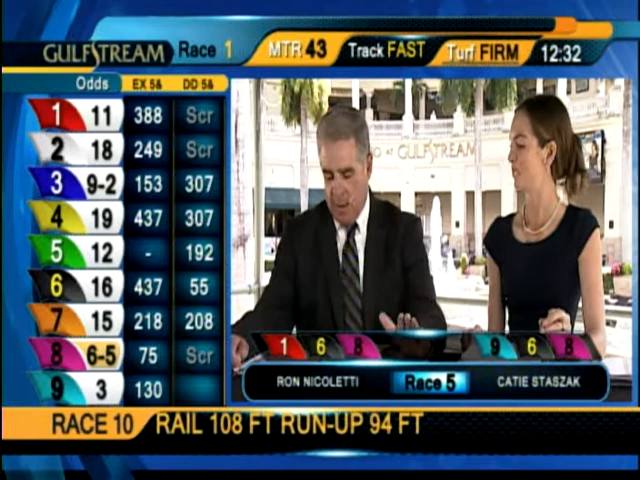 GULFSTREAM Race 1 MTR 43 Track FAST Turf FIRM 12:32
Odds EX 5& DD 5&
1 11 388 Scr
2 18 249 Scr
3 9-2 153 307
4 19 437 307
5 12 - 192
6 16 437 55
7 15 218 208
8 6-5 75 Scr
9 3 130
AT GULFSTREAM
1 6 8 9 6 8
RON NICOLETTI Race 5 CATIE STASZAK
RACE 10 RAIL 108 FT RUN-UP 94 FT